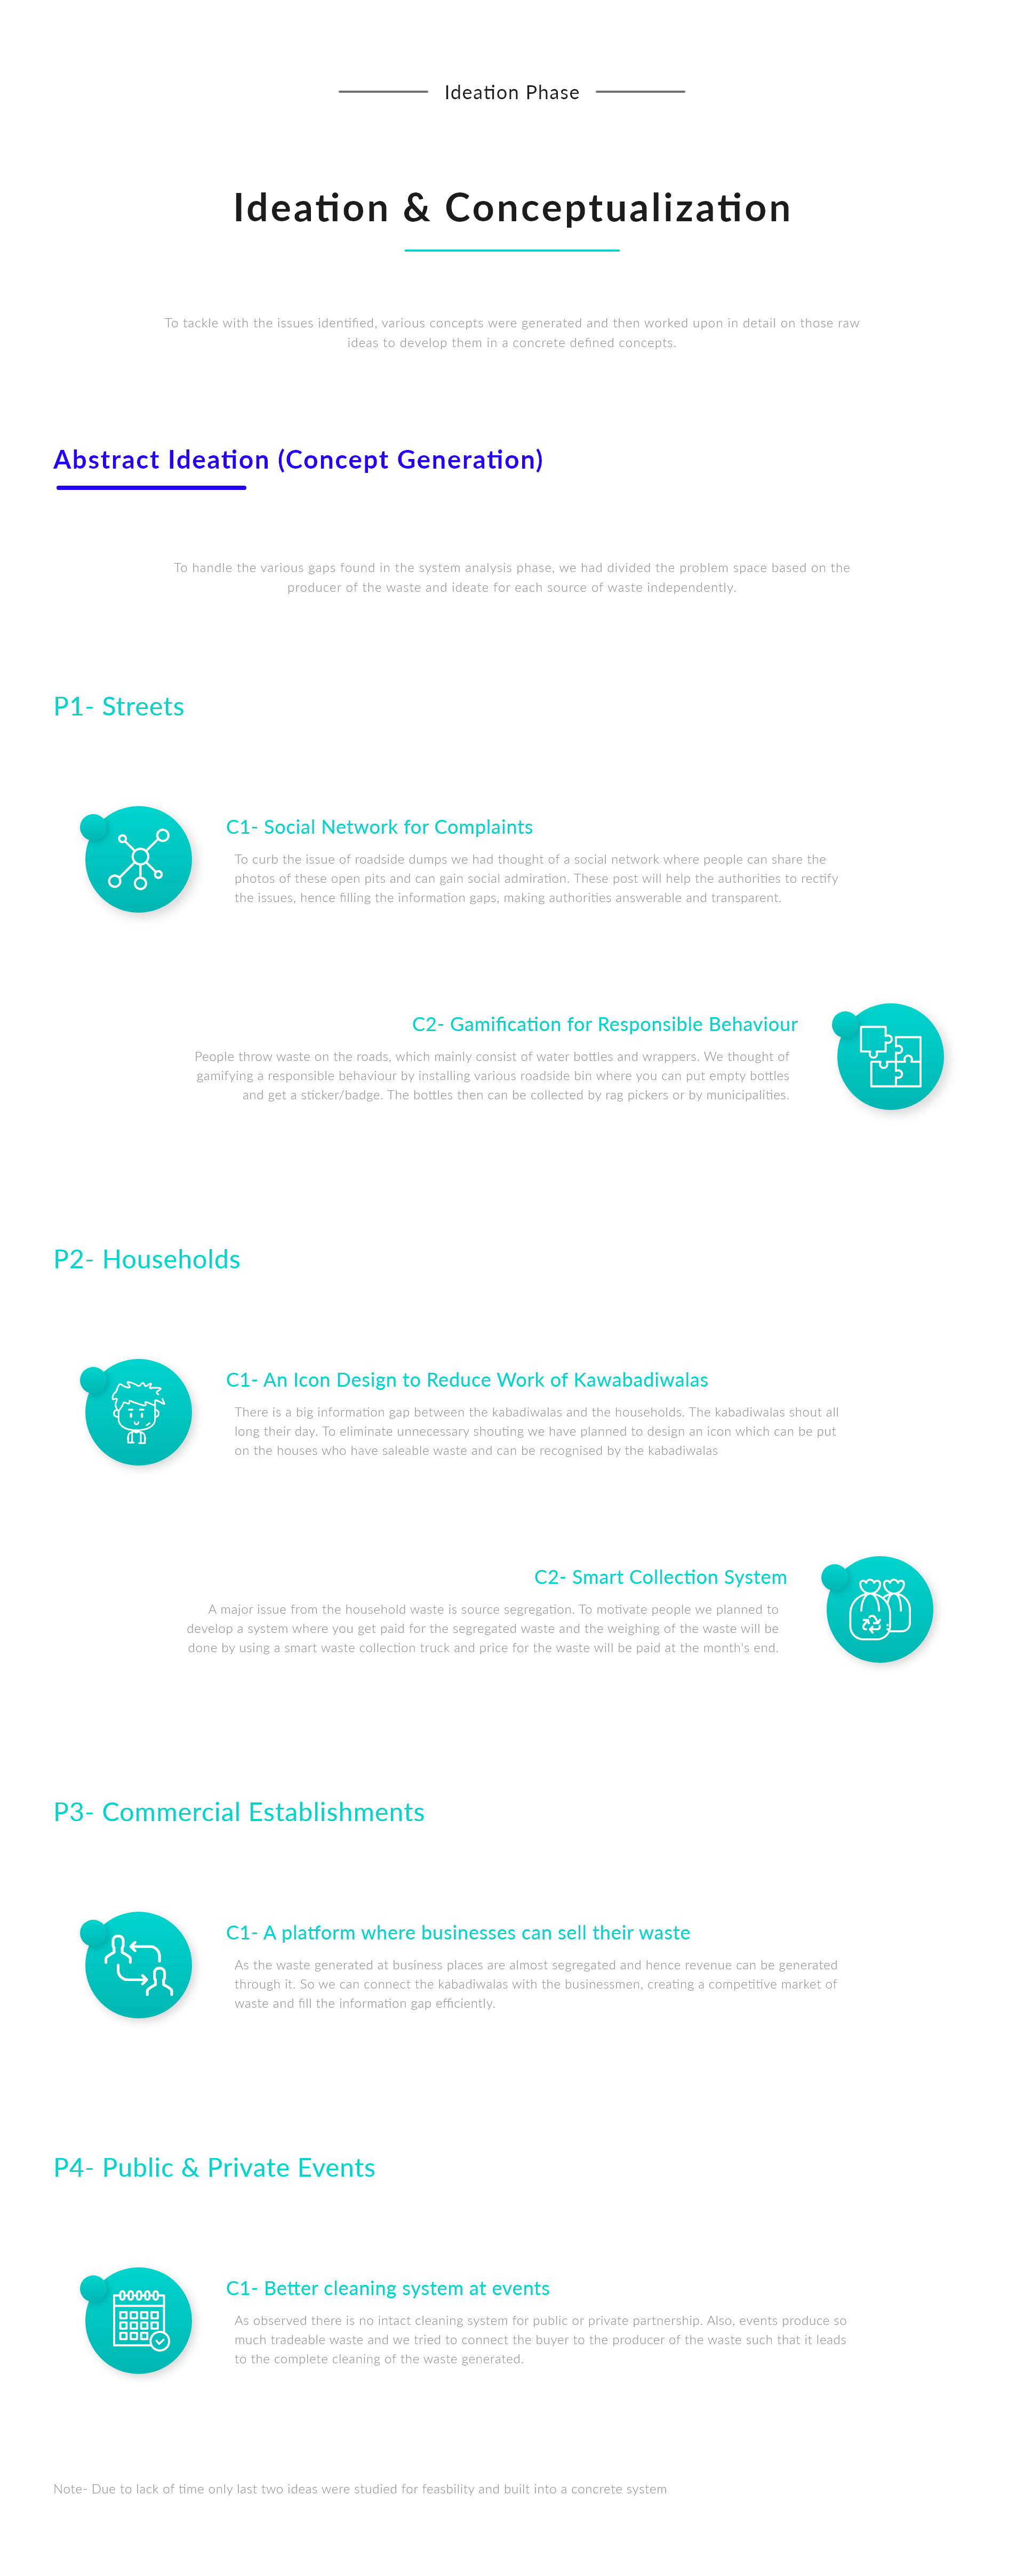 Ideation Phase
Ideation & Conceptualization
To tackle with the issues identified, various concepts were generated and then worked upon in detail on those raw
ideas to develop them in a concrete defined concepts.
Abstract Ideation (Concept Generation)
To handle the various gaps found in the system analysis phase, we had divided the problem space based on the
producer of the waste and ideate for each source of waste independently.
P1- Streets
C1- Social Network for Complaints
To curb the issue of roadside dumps we had thought of a social network where people can share the
photos of these open pits and can gain social admiration. These post will help the authorities to rectify
the issues, hence filling the information gaps, making authorities answerable and transparent.
C2- Gamification for Responsible Behaviour
People throw waste on the roads, which mainly consist of water bottles and wrappers. We thought of
gamifying a responsible behaviour by installing various roadside bin where you can put empty bottles
and get a sticker/badge. The bottles then can be collected by rag pickers or by municipalities.
P2- Households
C1- An Icon Design to Reduce Work of Kawabadiwalas
There is a big information gap between the kabadiwalas and the households. The kabadiwalas shout all
long their day. To eliminate unnecessary shouting we have planned to design an icon which can be put
on the houses who have saleable waste and can be recognised by the kabadiwalas
C2- Smart Collection System
A major issue from the household waste is source segregation. To motivate people we planned to
develop a system where you get paid for the segregated waste and the weighing of the waste will be
done by using a smart waste collection truck and price for the waste will be paid at the month's end.
P3- Commercial Establishments
C1- A platform where businesses can sell their waste
As the waste generated at business places are almost segregated and hence revenue can be generated
through it. So we can connect the kabadiwalas with the businessmen, creating a competitive market of
waste and fill the information gap efficiently.
P4- Public & Private Events
C1- Better cleaning system at events
As observed there is no intact cleaning system for public or private partnership. Also, events produce so
much tradeable waste and we tried to connect the buyer to the producer of the waste such that it leads
to the complete cleaning of the waste generated.
Note- Due to lack of time only last two ideas were studied for feasbility and built into a concrete system